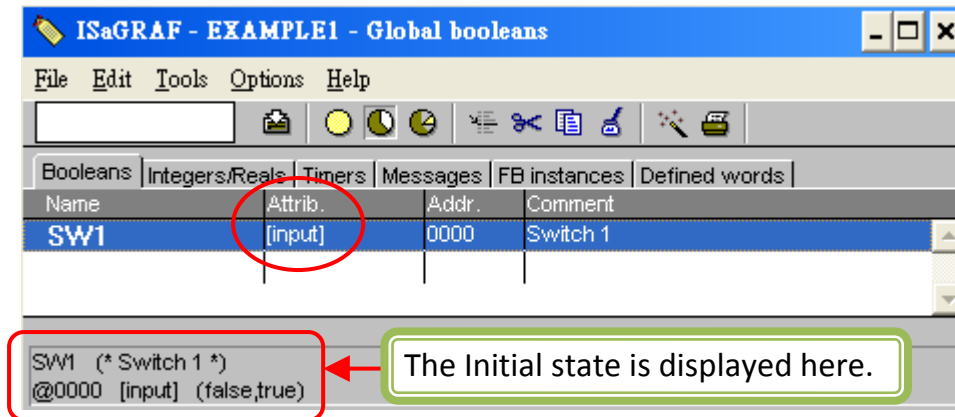 ISaGRAF - EXAMPLE1 - Global booleans
File Edit Tools Options Help
Booleans Integers/Reals Timers Messages FB instances Defined words
Name Attrib. Addr. Comment
SW1 [input] 0000 Switch 1
SW1 (* Switch 1 *)
@0000 [input] (false,true)
The Initial state is displayed here.